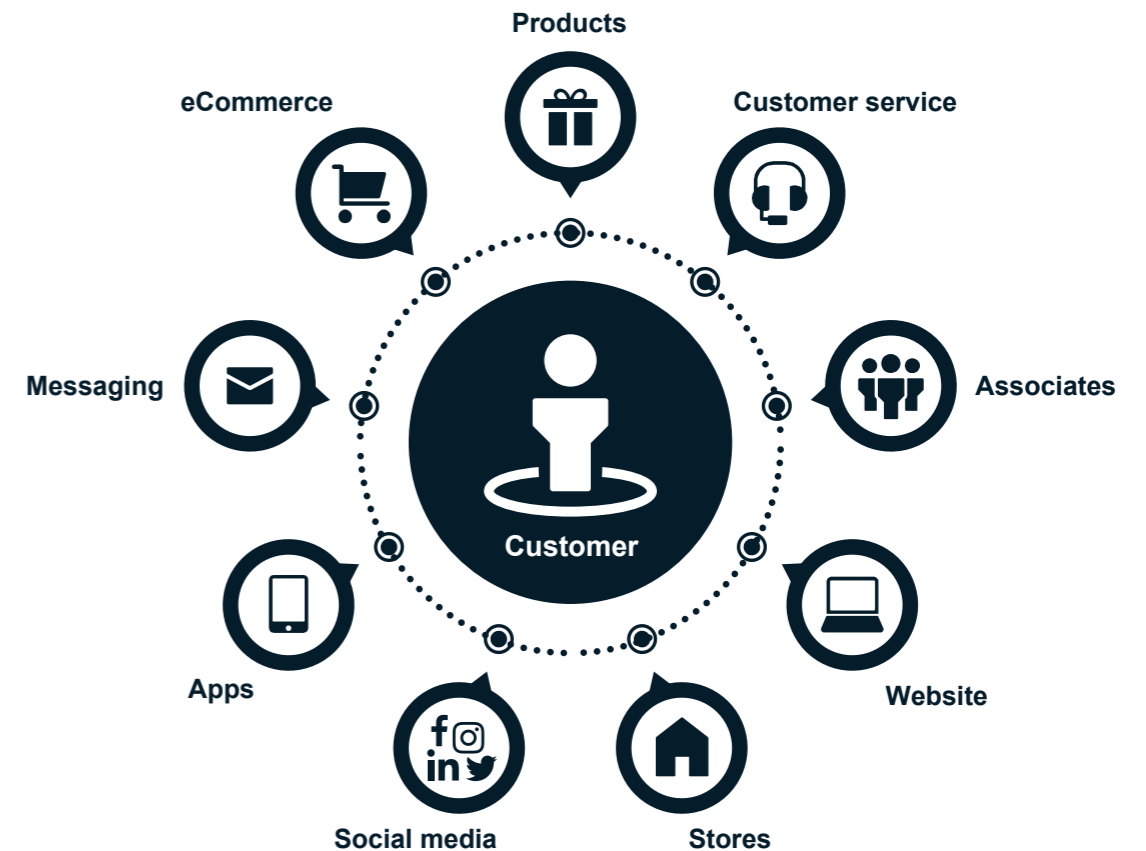 Products
eCommerce
Customer service
Messaging
Associates
Customer
Apps
Website
Social media
Stores